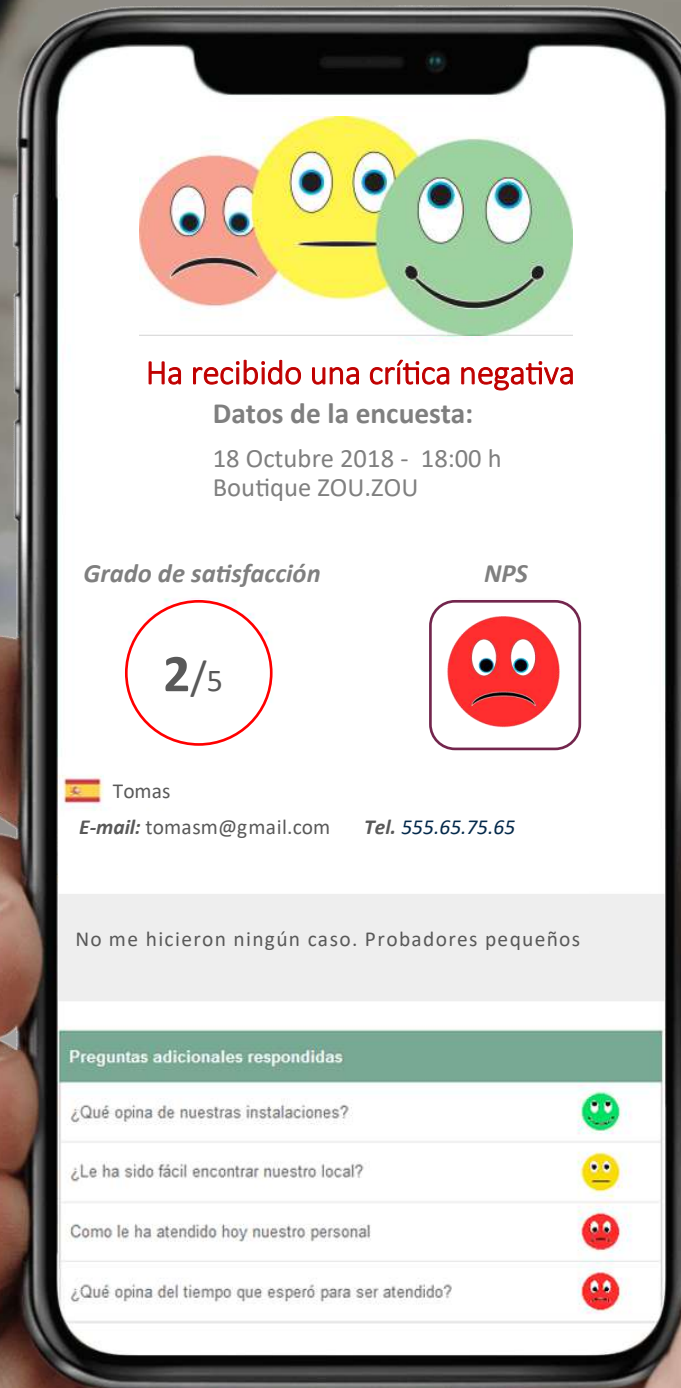 Ha recibido una crítica negativa
Datos de la encuesta:
18 Octubre 2018 - 18:00 h
Boutique ZOU.ZOU
Grado de satisfacción NPS
2/5
Tomas
E-mail: tomasm@gmail.com Tel. 555.65.75.65
No me hicieron ningún caso. Probadores pequeños
Preguntas adicionales respondidas
¿Qué opina de nuestras instalaciones?
¿Le ha sido fácil encontrar nuestro local?
Como le ha atendido hoy nuestro personal
¿Qué opina del tiempo que esperó para ser atendido?